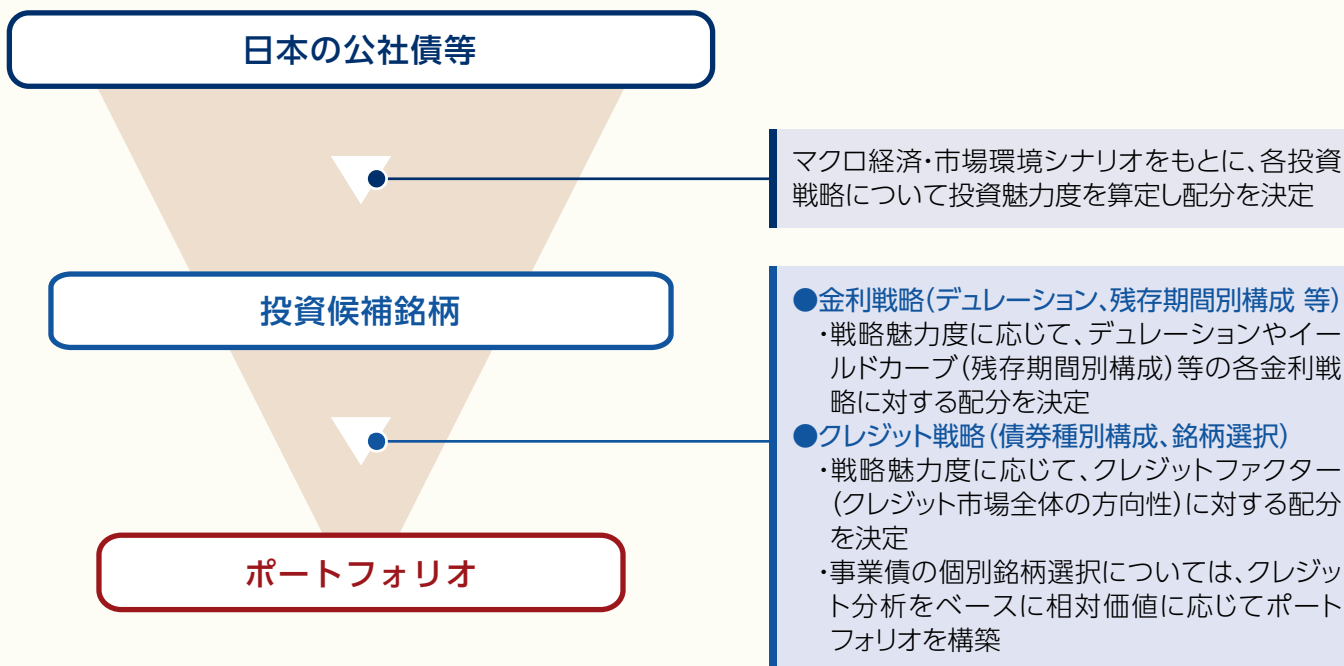 日本の公社債等
マクロ経済・市場環境シナリオをもとに、各投資
戦略について投資魅力度を算定し配分を決定
投資候補銘柄
●金利戦略(デュレーション、残存期間別構成 等)
・戦略魅力度に応じて、デュレーションやイー
ルドカーブ(残存期間別構成)等の各金利戦
略に対する配分を決定
●クレジット戦略(債券種別構成、銘柄選択)
・戦略魅力度に応じて、クレジットファクター
(クレジット市場全体の方向性)に対する配分
を決定
・事業債の個別銘柄選択については、クレジッ
ト分析をベースに相対価値に応じてポート
フォリオを構築
ポートフォリオ